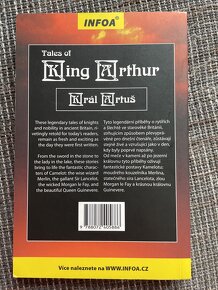 INFOA®
Tales of
King Arthur
Král Artuš
These legendary tales of knights
and nobility in ancient Britain, rivetingly retold for today's readers,
remain as fresh and exciting as
the day they were first written.
From the sword in the stone to
the lady in the lake, these stories
bring to life the fantastic characters of Camelot: the wise wizard
Merlin, the gallant Sir Lancelot,
the wicked Morgan le Fay, and
the beautiful Queen Guinevere.
Tyto legendární příběhy o rytířích
a šlechtě ve starověké Británii,
strhujícím způsobem převyprávěné pro dnešní čtenáře, zůstávají
stejně živé a vzrušující jako v den
kdy byly poprvé napsány.
Od meče v kameni až po jezerní
královnu tyto příběhy oživují
fantastické postavy Kamelotu:
moudrého kouzelníka Merlina,
statečného sira Lancelota, zlou
Morgan le Fay a krásnou královnu
Guinevere.
9788072405886
Více naleznete na WWW.INFOA.CZ